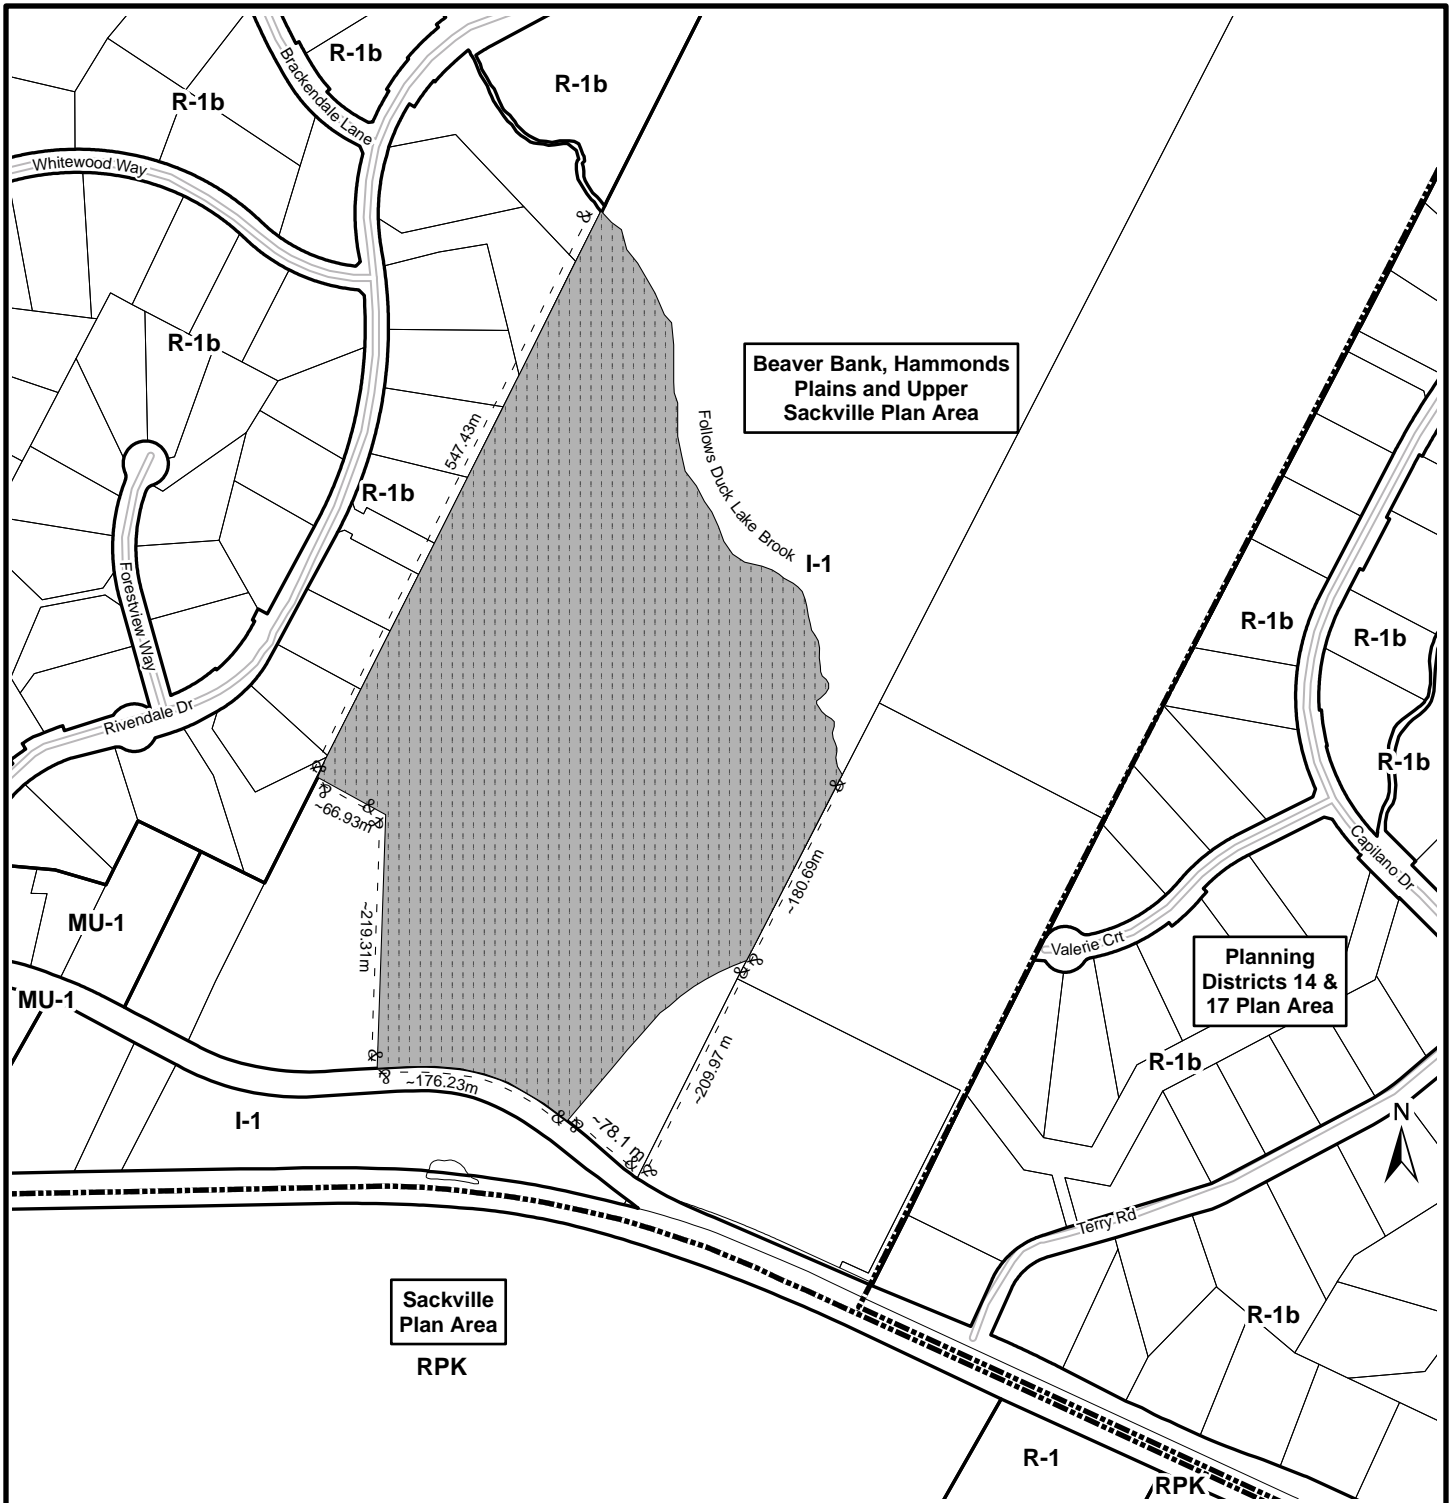 R-1b
R-1b
R-1b
Brackendale Lane
Whitewood Way
R-1b
Beaver Bank, Hammonds
Plains and Upper
Sackville Plan Area
547.43m
Follows Duck Lake Brook
R-1b
I-1
Forestview Way
R-1b
R-1b
Rivendale Dr
R-1b
~66.93m
Capilano Dr
~180.69m
~219.31m
MU-1
Valerie Crt
Planning
Districts 14 &
17 Plan Area
MU-1
R-1b
~209.97 m
~176.23m
I-1
~78.1 m
N
Terry Rd
Sackville
Plan Area
R-1b
RPK
R-1
RPK